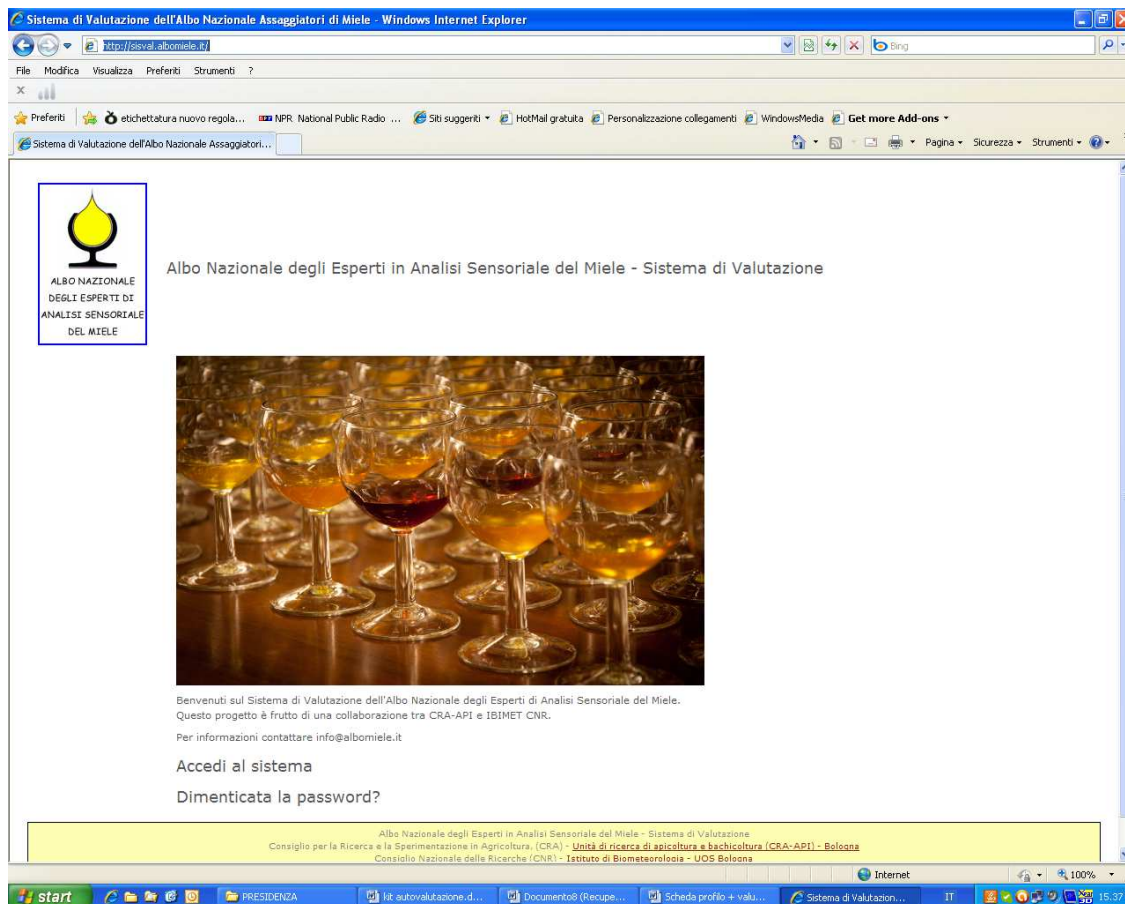 Sistema di Valutazione dell'Albo Nazionale Assaggiatori di Miele - Windows Internet Explorer
http://sisval.albomiele.it/
Bing
File Modifica Visualizza Preferiti Strumenti ?
x
Preferiti etichettatura nuovo regola... NPR National Public Radio ... Siti suggeriti HotMail gratuita Personalizzazione collegamenti WindowsMedia Get more Add-ons
Sistema di Valutazione dell'Albo Nazionale Assaggiatori... Pagina Sicurezza Strumenti
ALBO NAZIONALE
DEGLI ESPERTI DI
ANALISI SENSORIALE
DEL MIELE
Albo Nazionale degli Esperti in Analisi Sensoriale del Miele - Sistema di Valutazione
Benvenuti sul Sistema di Valutazione dell'Albo Nazionale degli Esperti di Analisi Sensoriale del Miele.
Questo progetto è frutto di una collaborazione tra CRA-API e IBIMET CNR.
Per informazioni contattare info@albomiele.it
Accedi al sistema
Dimenticata la password?
Albo Nazionale degli Esperti in Analisi Sensoriale del Miele - Sistema di Valutazione
Consiglio per la Ricerca e la Sperimentazione in Agricoltura, (CRA) - Unità di ricerca di apicoltura e bachicoltura (CRA-API) - Bologna
Consiglio Nazionale delle Ricerche (CNR) - Istituto di Biometeorologia - UOS Bologna
Internet 100%
start PRESIDENZA kit autovalutazione.d... Documento8 (Recupe... Scheda profilo + valu... Sistema di Valutazion... IT 15.37